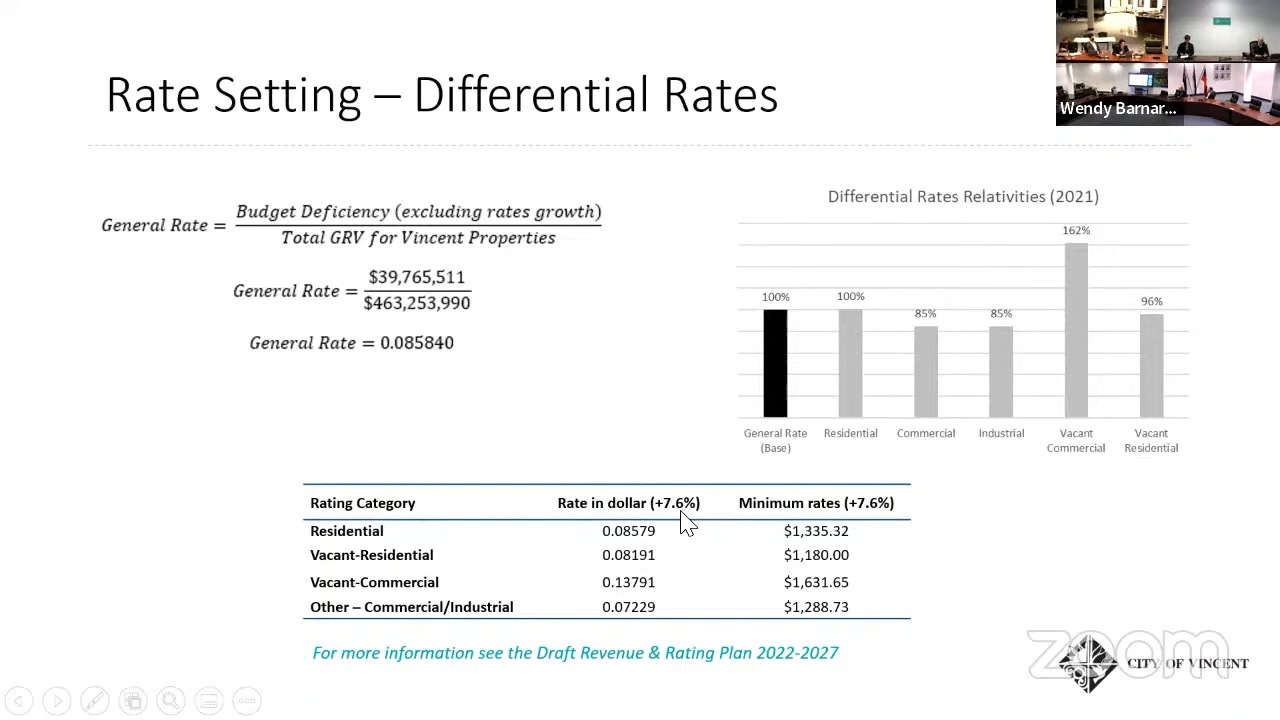 Rate Setting – Differential Rates
Wendy Barnar...
General Rate = Budget Deficiency (excluding rates growth)
Total GRV for Vincent Properties
General Rate = $39,765,511
$463,253,990
General Rate = 0.085840
Differential Rates Relativities (2021)
100%
100%
85%
85%
162%
96%
General Rate (Base)
Residential
Commercial
Industrial
Vacant Commercial
Vacant Residential
Rating Category Rate in dollar (+7.6%) Minimum rates (+7.6%)
Residential 0.08579 $1,335.32
Vacant-Residential 0.08191 $1,180.00
Vacant-Commercial 0.13791 $1,631.65
Other – Commercial/Industrial 0.07229 $1,288.73
For more information see the Draft Revenue & Rating Plan 2022-2027
zoom
CITY OF VINCENT